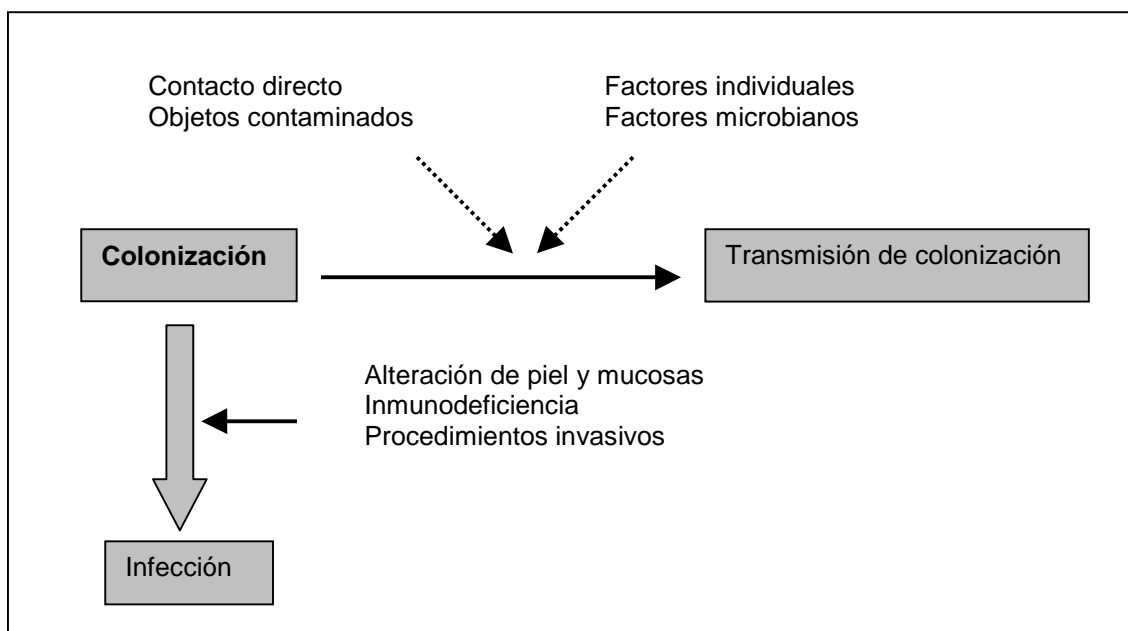 Contacto directo
Objetos contaminados
Factores individuales
Factores microbianos
Colonización
Transmisión de colonización
Alteración de piel y mucosas
Inmunodeficiencia
Procedimientos invasivos
Infección